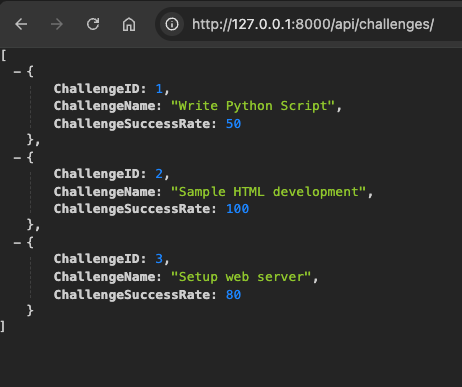 http://127.0.0.1:8000/api/challenges/
[
– {
ChallengeID: 1,
ChallengeName: "Write Python Script",
ChallengeSuccessRate: 50
},
– {
ChallengeID: 2,
ChallengeName: "Sample HTML development",
ChallengeSuccessRate: 100
},
– {
ChallengeID: 3,
ChallengeName: "Setup web server",
ChallengeSuccessRate: 80
}
]